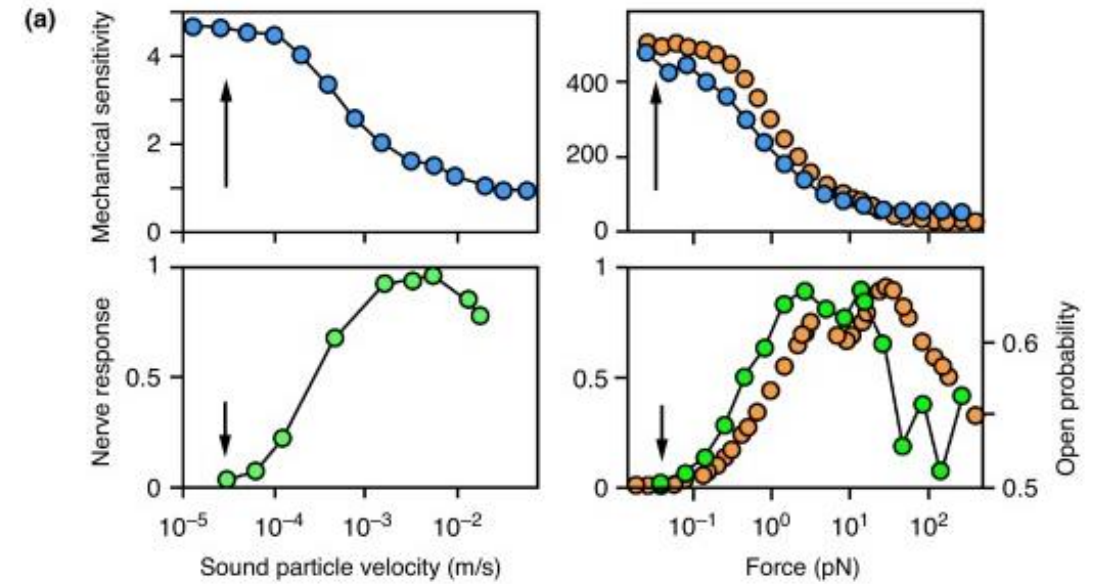 (a)
Mechanical sensitivity
4
2
0
400
200
0
Nerve response
1
0.5
0
1
0.5
0
Open probability
0.6
0.5
10⁻⁵ 10⁻⁴ 10⁻³ 10⁻²
Sound particle velocity (m/s)
10⁻¹ 10⁰ 10¹ 10²
Force (pN)